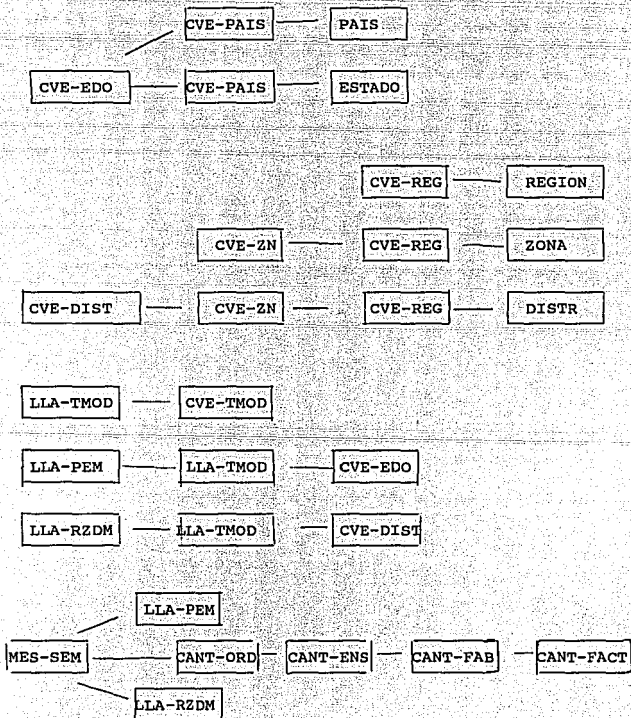 CVE-PAIS PAIS
CVE-EDO CVE-PAIS ESTADO
CVE-REG REGION
CVE-ZN CVE-REG ZONA
CVE-DIST CVE-ZN CVE-REG DISTR
LLA-TMOD CVE-TMOD
LLA-PEM LLA-TMOD CVE-EDO
LLA-RZDM LLA-TMOD CVE-DIST
LLA-PEM
MES-SEM CANT-ORD CANT-ENS CANT-FAB CANT-FACT
LLA-RZDM